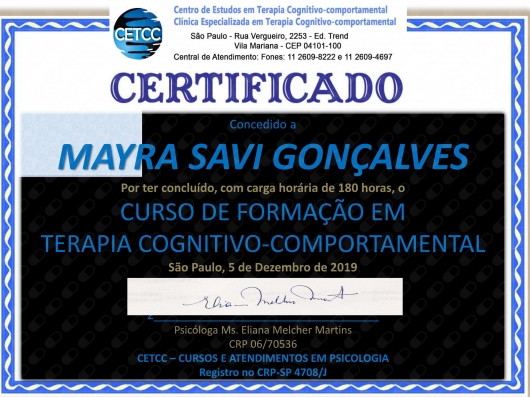 CETCC
Centro de Estudos em Terapia Cognitivo-comportamental
Clínica Especializada em Terapia Cognitivo-comportamental
São Paulo - Rua Vergueiro, 2253 - Ed. Trend
Vila Mariana - CEP 04101-100
Central de Atendimento: Fones: 11 2609-8222 e 11 2609-4697
CERTIFICADO
Concedido a
MAYRA SAVI GONÇALVES
Por ter concluído, com carga horária de 180 horas, o
CURSO DE FORMAÇÃO EM
TERAPIA COGNITIVO-COMPORTAMENTAL
São Paulo, 5 de Dezembro de 2019
Psicóloga Ms. Eliana Melcher Martins
CRP 06/70536
CETCC – CURSOS E ATENDIMENTOS EM PSICOLOGIA
Registro no CRP-SP 4708/J